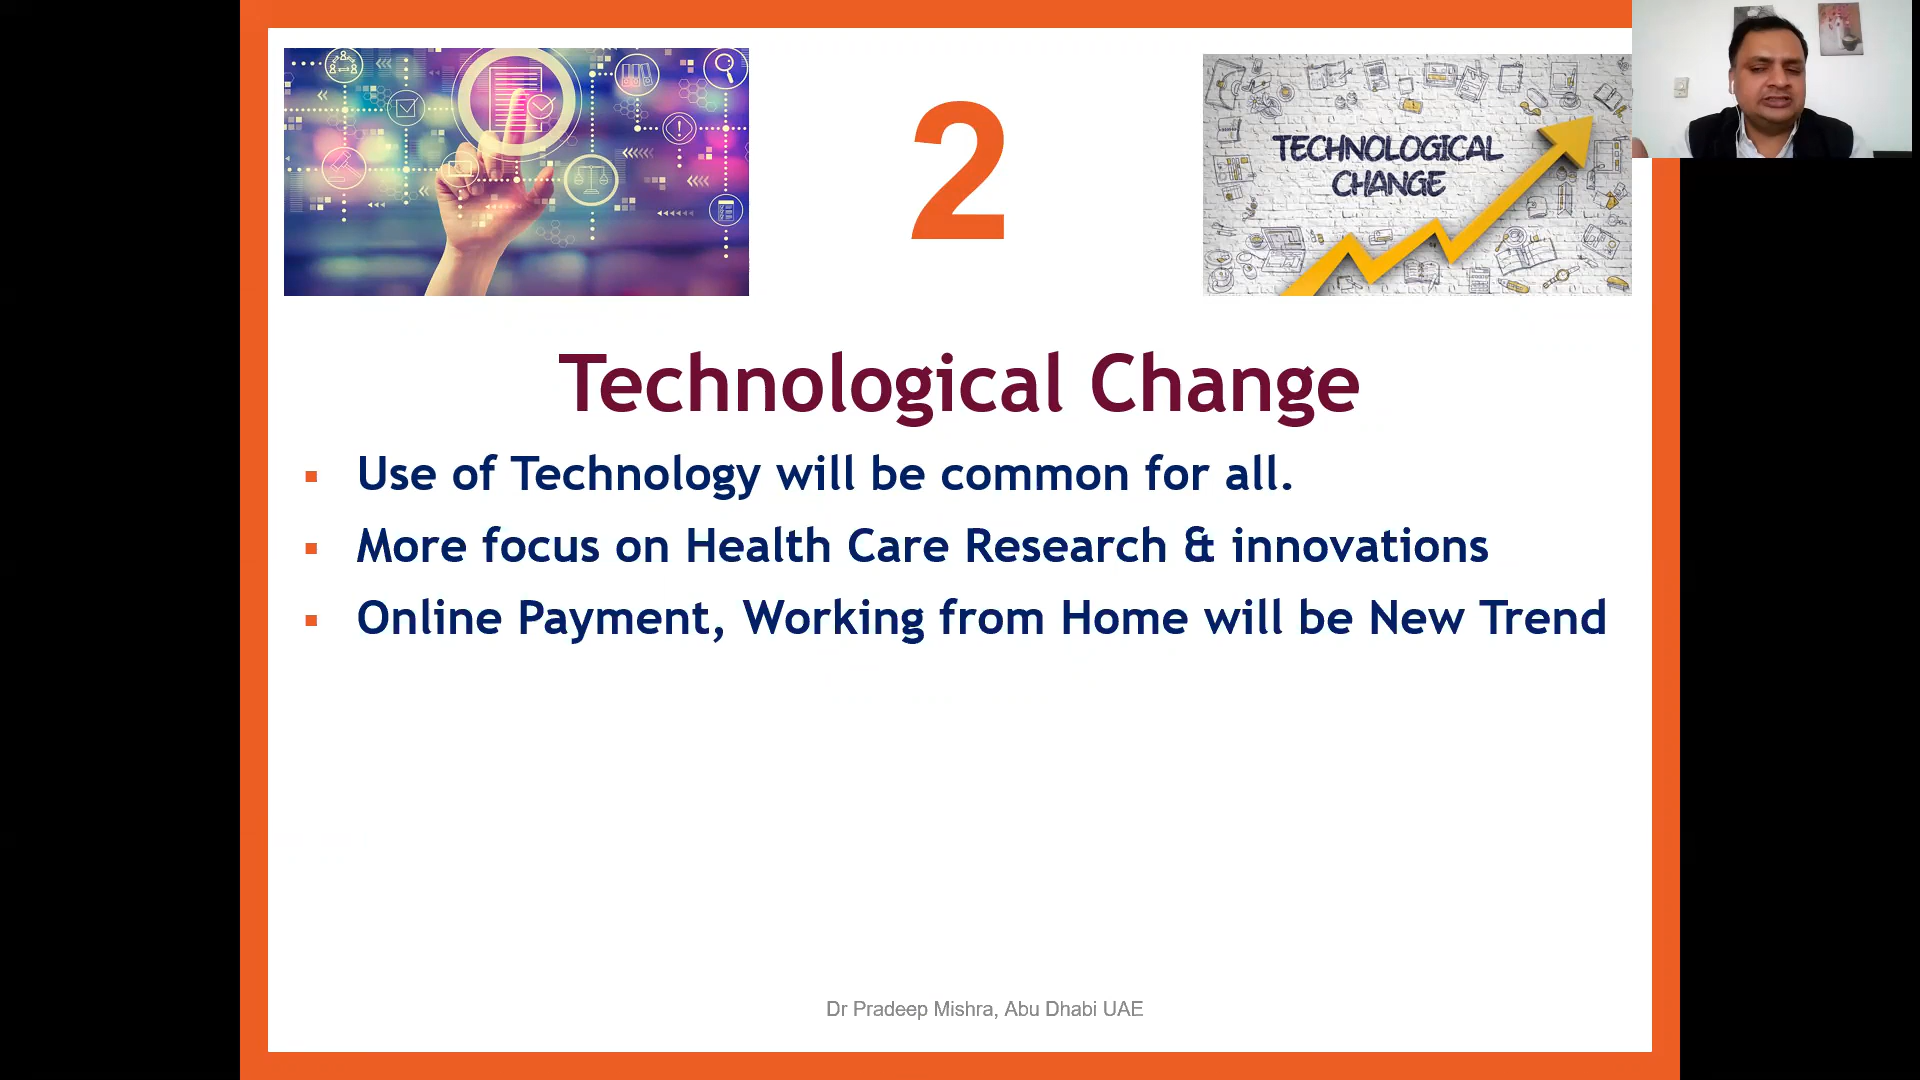 2
TECHNOLOGICAL
CHANGE
Technological Change
▪ Use of Technology will be common for all.
▪ More focus on Health Care Research & innovations
▪ Online Payment, Working from Home will be New Trend
Dr Pradeep Mishra, Abu Dhabi UAE